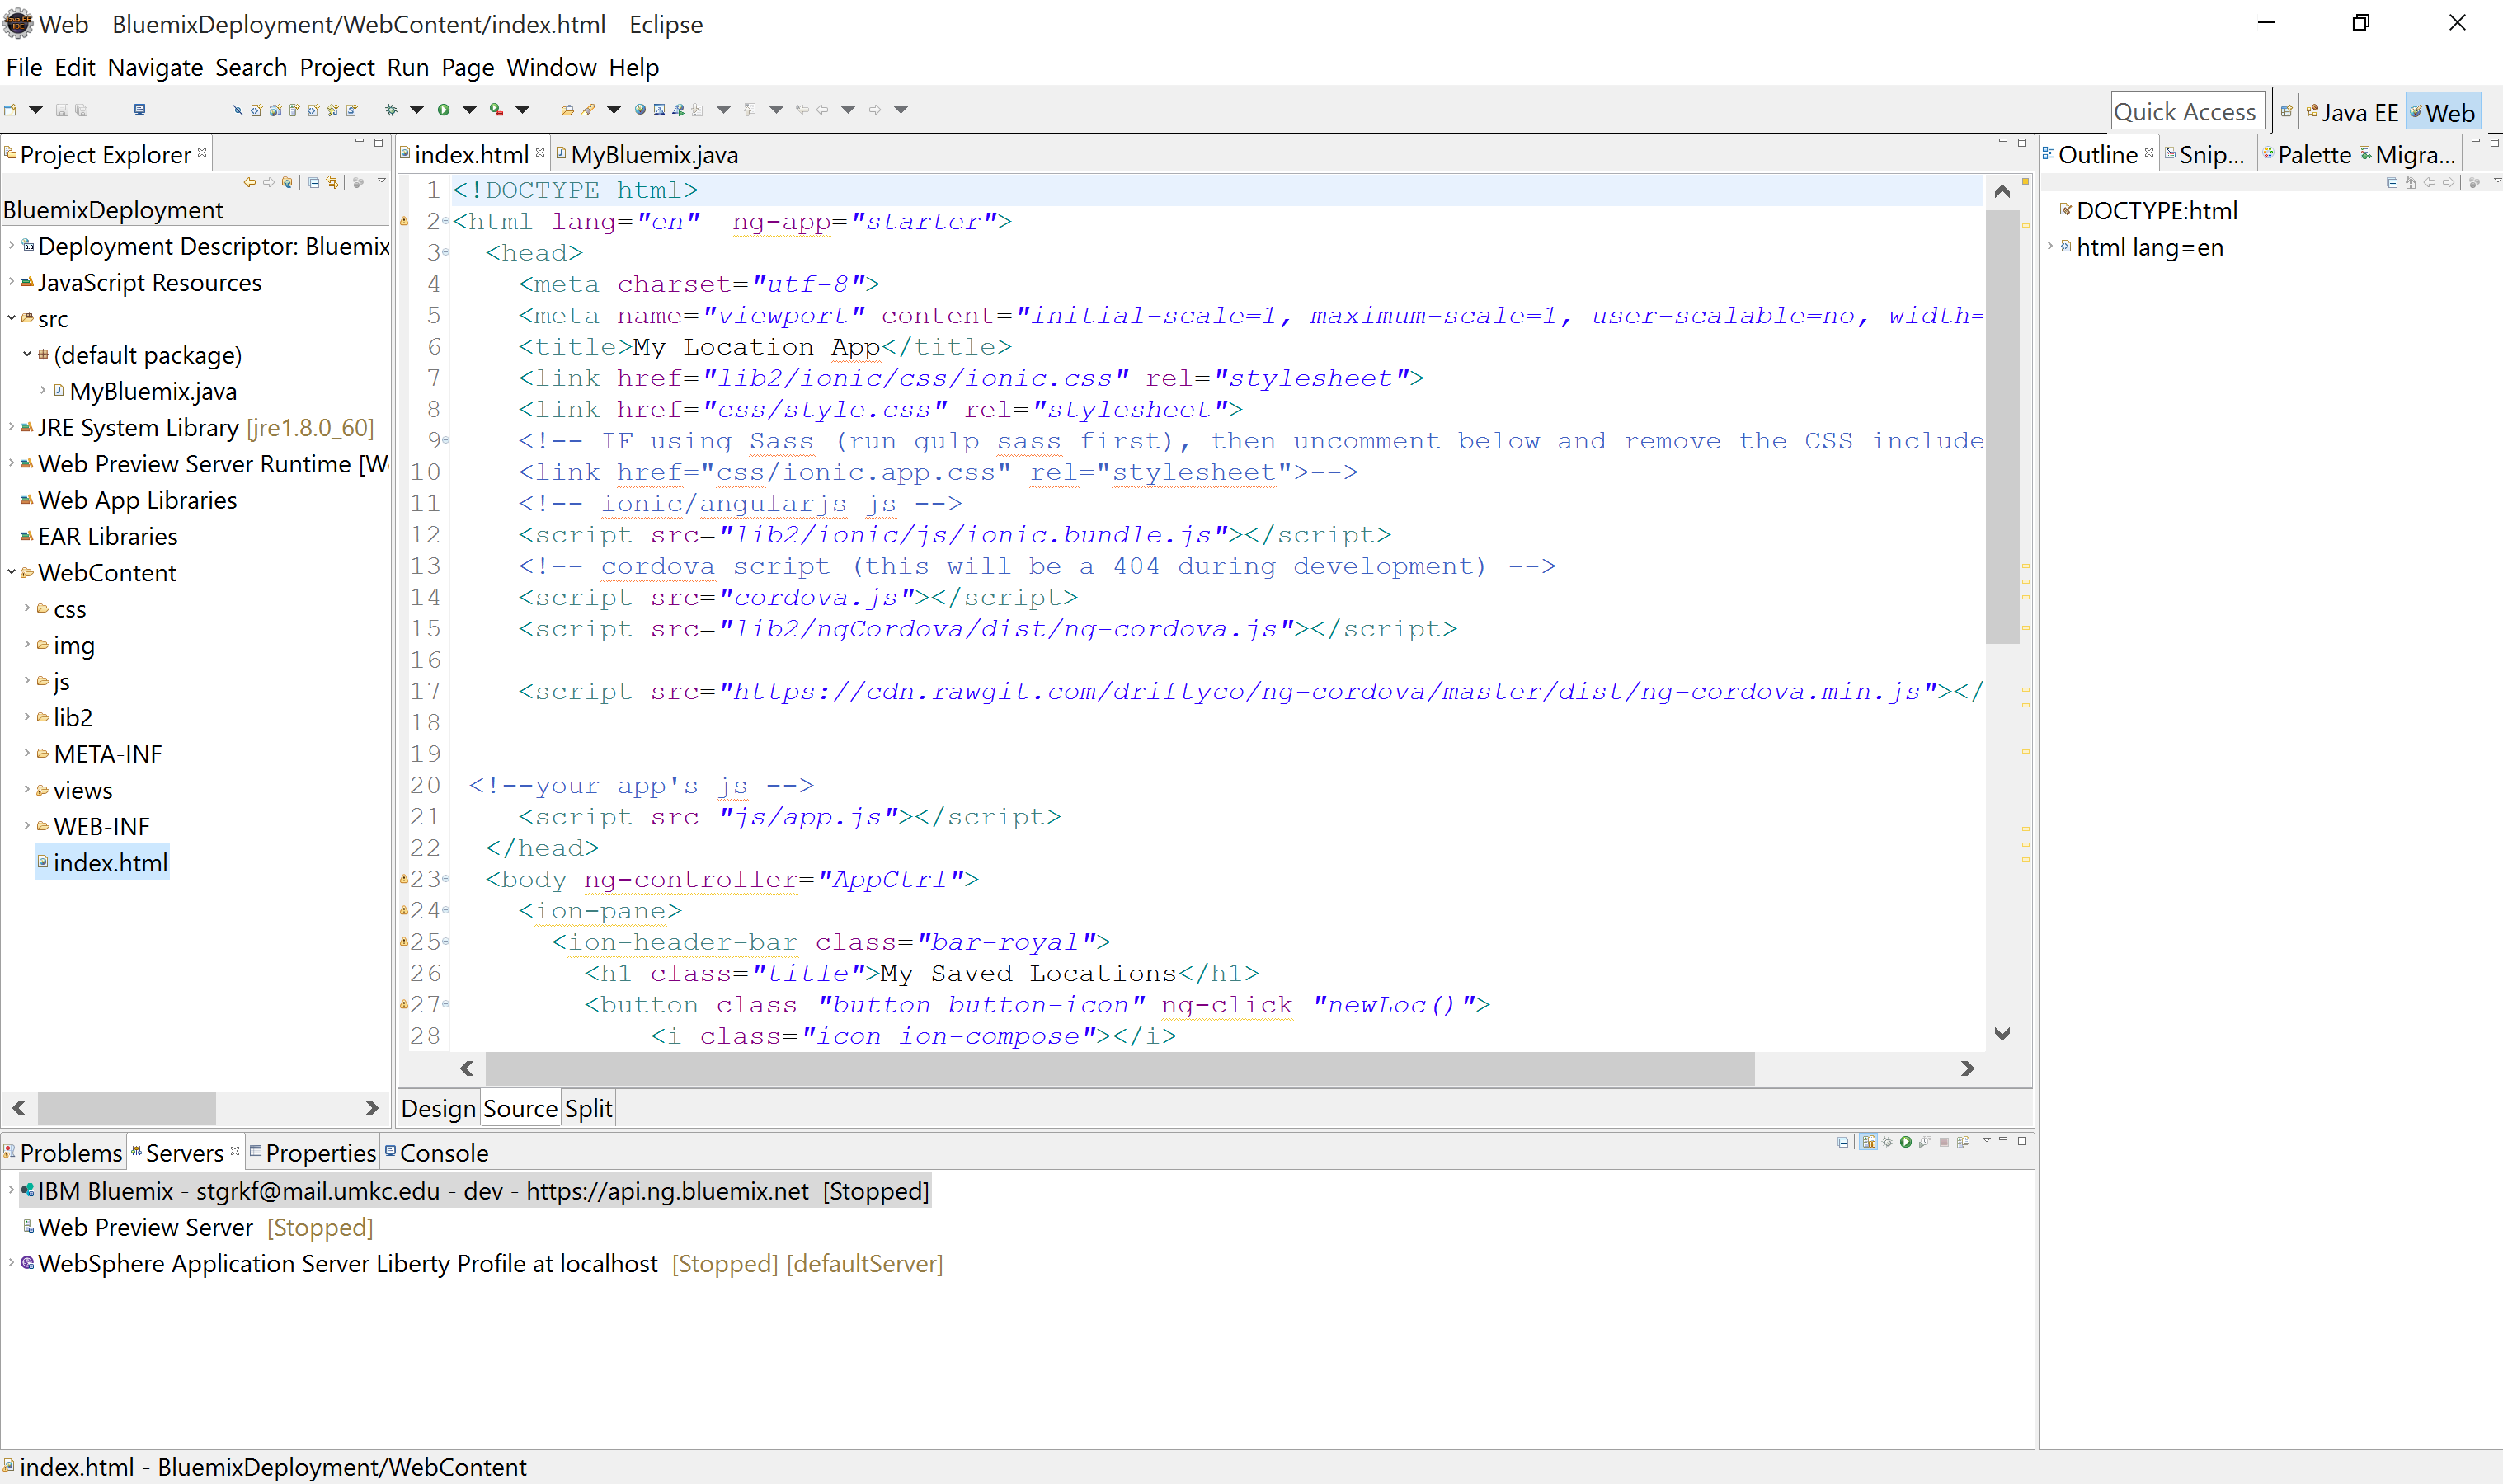 Web - BluemixDeployment/WebContent/index.html - Eclipse
File Edit Navigate Search Project Run Page Window Help
Quick Access Java EE Web
Project Explorer
BluemixDeployment
Deployment Descriptor: Bluemix
JavaScript Resources
src
(default package)
MyBluemix.java
JRE System Library [jre1.8.0_60]
Web Preview Server Runtime [W
Web App Libraries
EAR Libraries
WebContent
css
img
js
lib2
META-INF
views
WEB-INF
index.html
index.html MyBluemix.java
1 <!DOCTYPE html>
2 <html lang="en"  ng-app="starter">
3 <head>
4 <meta charset="utf-8">
5 <meta name="viewport" content="initial-scale=1, maximum-scale=1, user-scalable=no, width=
6 <title>My Location App</title>
7 <link href="lib2/ionic/css/ionic.css" rel="stylesheet">
8 <link href="css/style.css" rel="stylesheet">
9 <!-- IF using Sass (run gulp sass first), then uncomment below and remove the CSS include
10 <link href="css/ionic.app.css" rel="stylesheet">-->
11 <!-- ionic/angularjs js -->
12 <script src="lib2/ionic/js/ionic.bundle.js"></script>
13 <!-- cordova script (this will be a 404 during development) -->
14 <script src="cordova.js"></script>
15 <script src="lib2/ngCordova/dist/ng-cordova.js"></script>
16
17 <script src="https://cdn.rawgit.com/driftyco/ng-cordova/master/dist/ng-cordova.min.js"></
18
19
20 <!--your app's js -->
21 <script src="js/app.js"></script>
22 </head>
23 <body ng-controller="AppCtrl">
24 <ion-pane>
25 <ion-header-bar class="bar-royal">
26 <h1 class="title">My Saved Locations</h1>
27 <button class="button button-icon" ng-click="newLoc()">
28 <i class="icon ion-compose"></i>
Design Source Split
Outline Snip... Palette Migra...
DOCTYPE:html
html lang=en
Problems Servers Properties Console
IBM Bluemix - stgrkf@mail.umkc.edu - dev - https://api.ng.bluemix.net [Stopped]
Web Preview Server [Stopped]
WebSphere Application Server Liberty Profile at localhost [Stopped] [defaultServer]
index.html - BluemixDeployment/WebContent